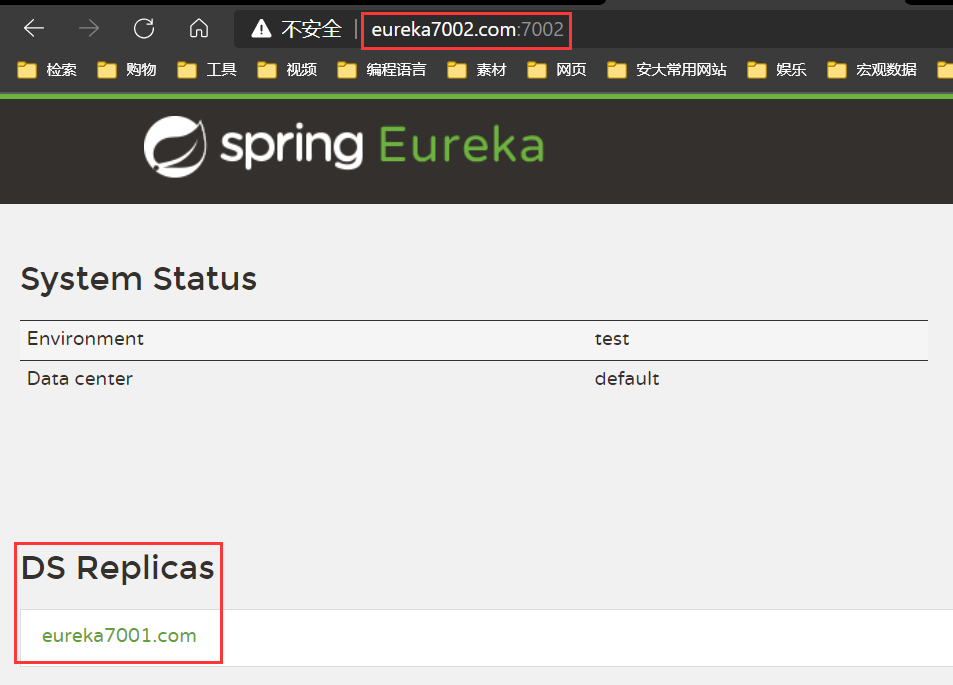 不安全 eureka7002.com:7002
检索 购物 工具 视频 编程语言 素材 网页 安大常用网站 娱乐 宏观数据
spring Eureka
System Status
Environment test
Data center default
DS Replicas
eureka7001.com